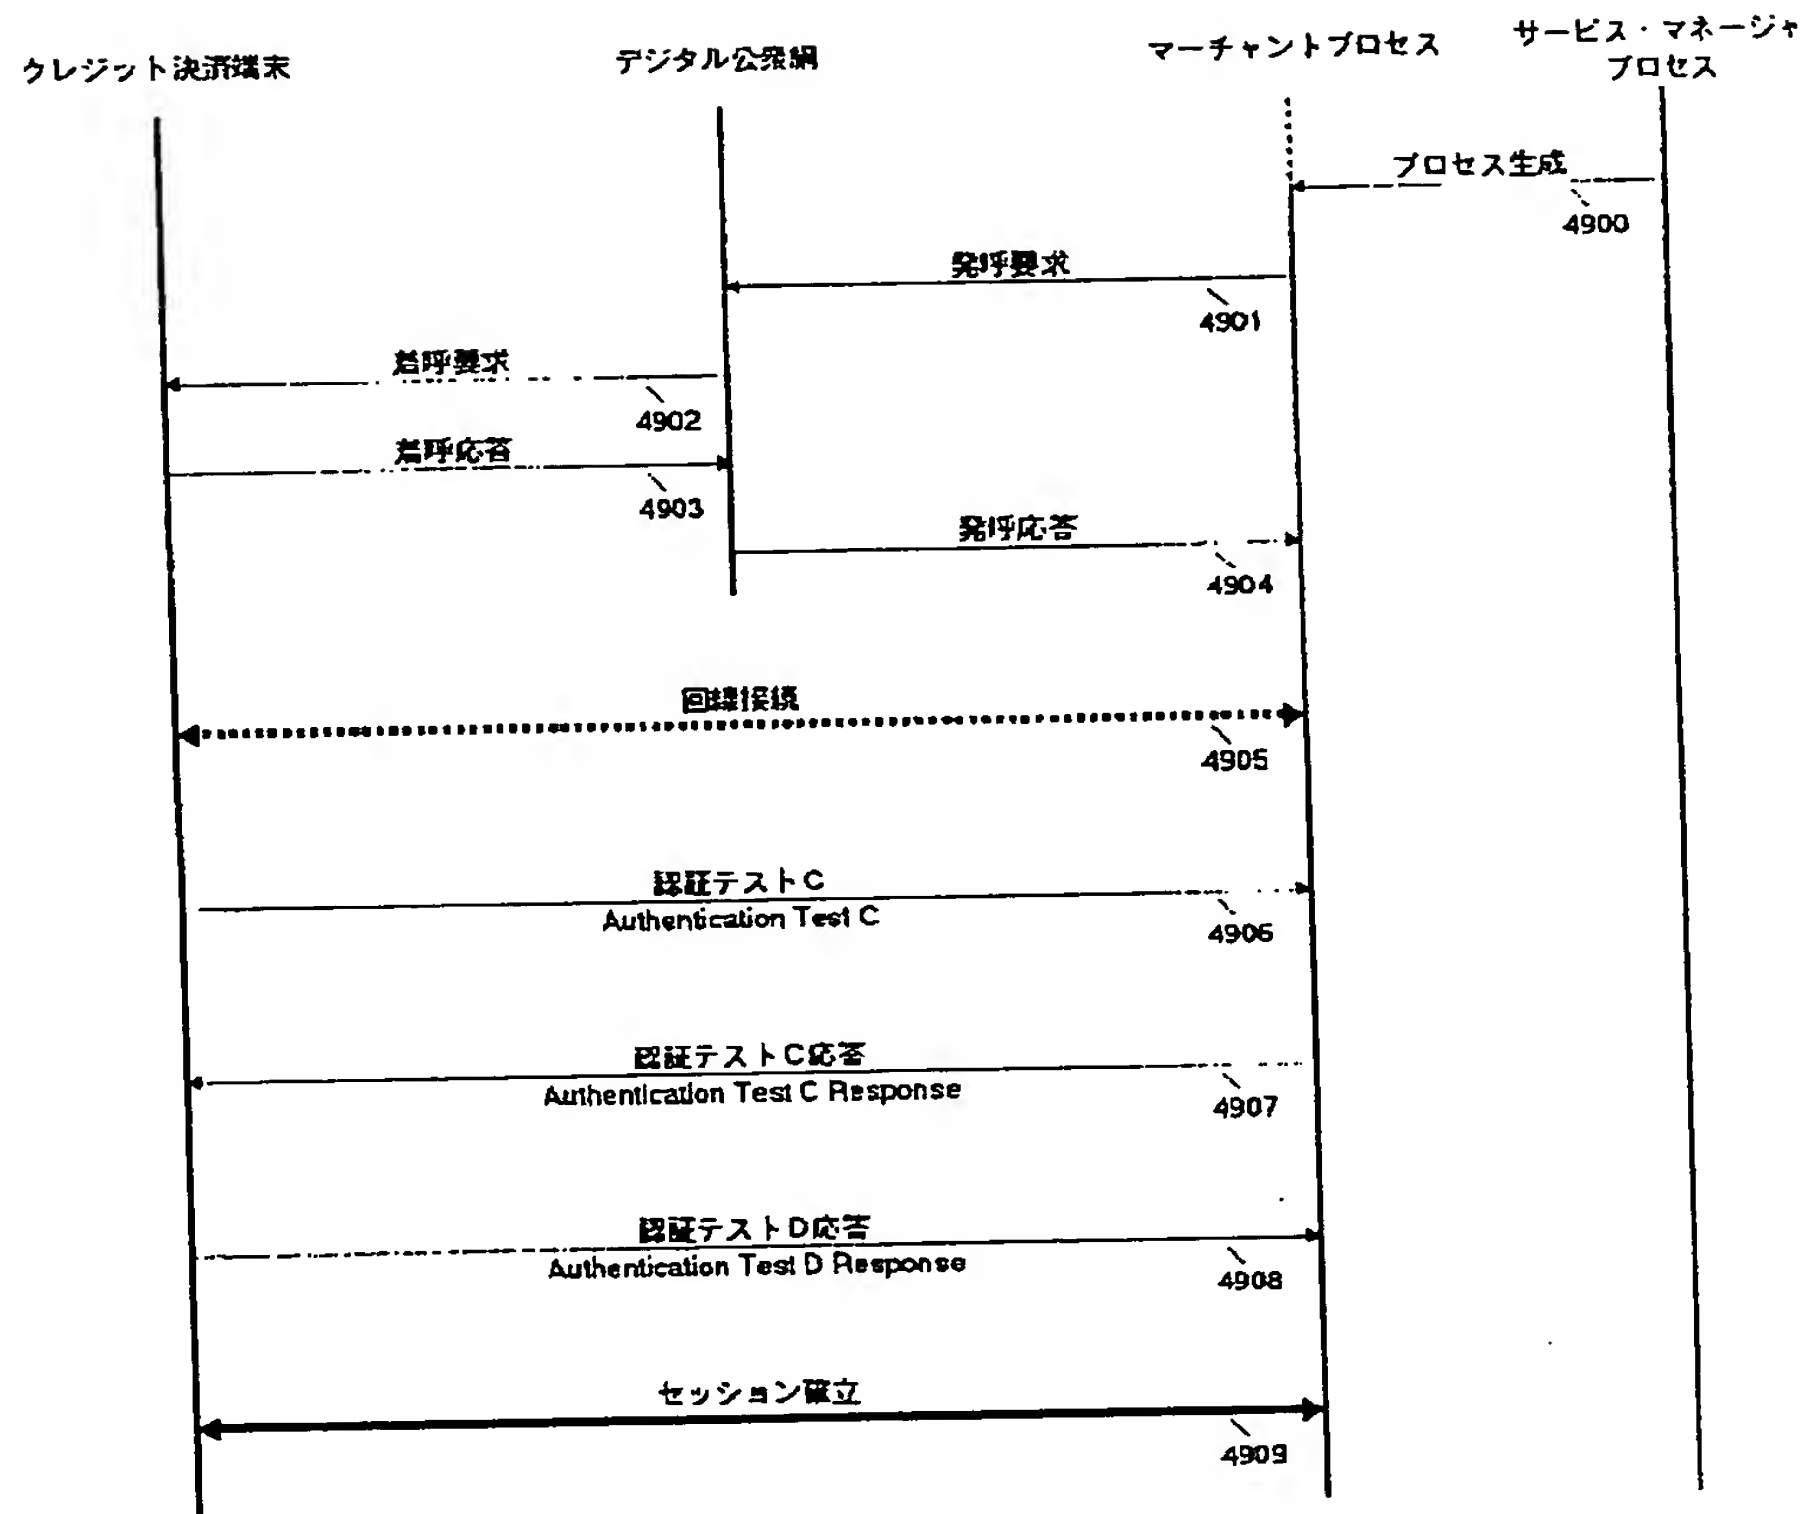 クレジット決済端末
デジタル公衆網
マーチャントプロセス
サービス・マネージャ
プロセス
プロセス生成
4900
発呼要求
4901
着呼要求
4902
着呼応答
4903
発呼応答
4904
回線接続
4905
認証テストC
Authentication Test C
4906
認証テストC応答
Authentication Test C Response
4907
認証テストD応答
Authentication Test D Response
4908
セッション確立
4909